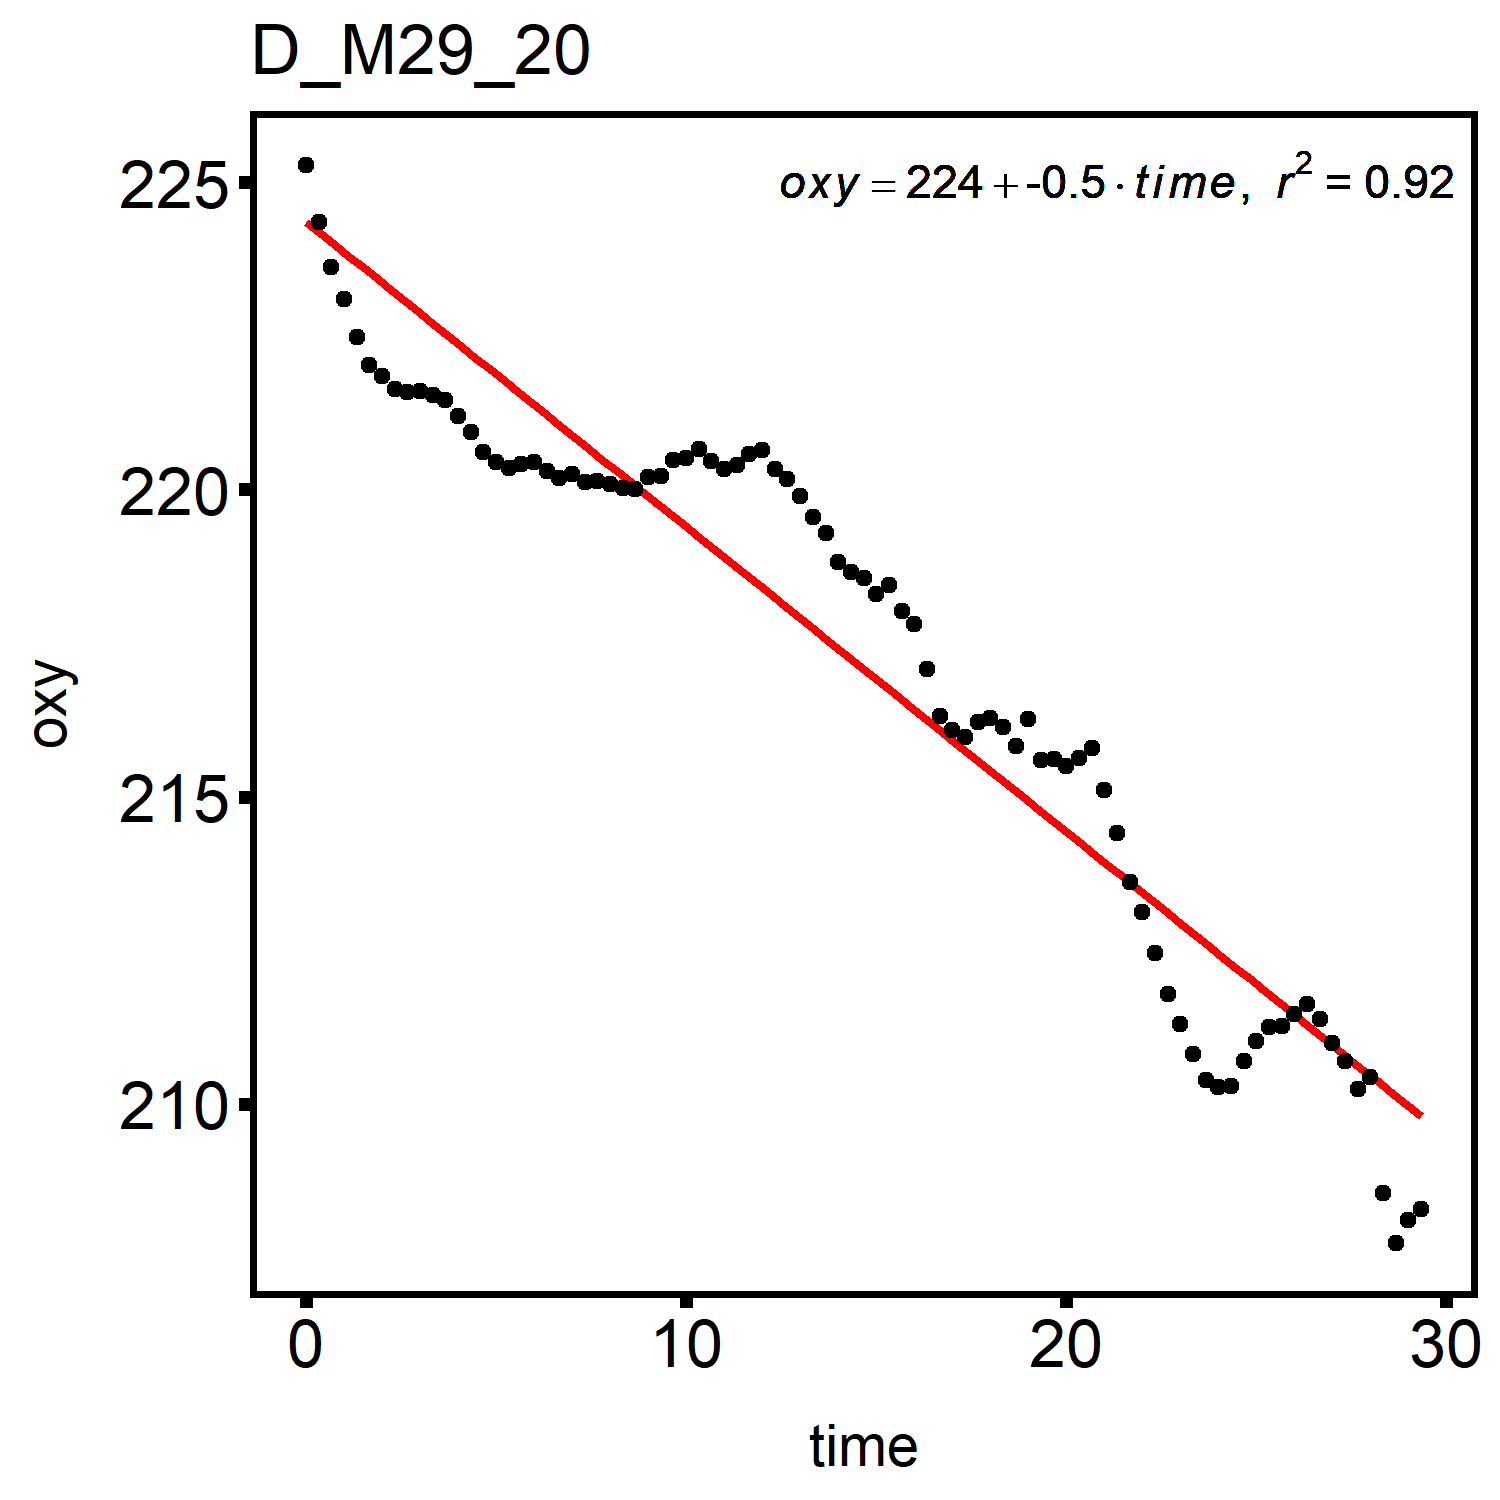 D_M29_20
oxy = 224 + -0.5 · time, r² = 0.92
225
220
215
210
oxy
0 10 20 30
time